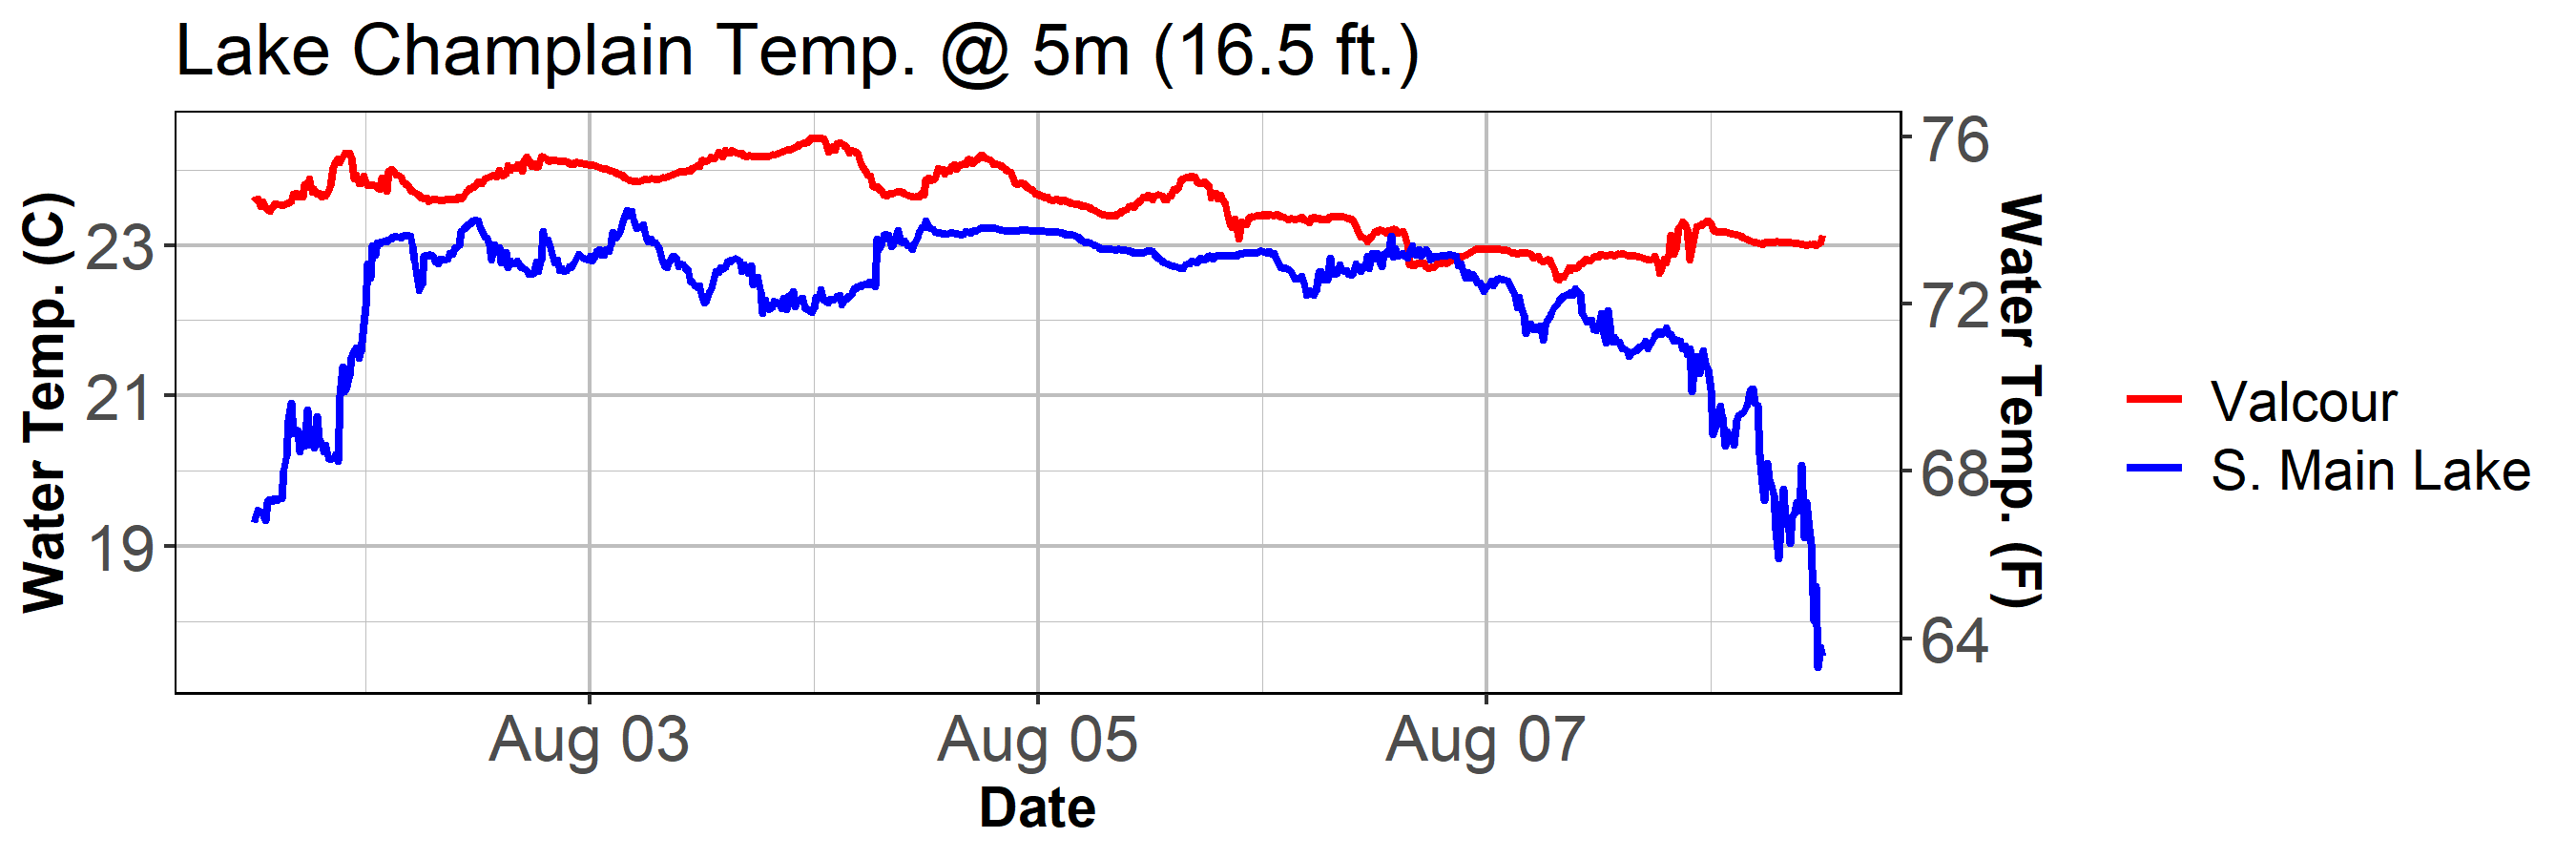 Lake Champlain Temp. @ 5m (16.5 ft.)
Water Temp. (C)
23
21
19
76
72
68
64
Water Temp. (F)
Valcour
S. Main Lake
Aug 03
Aug 05
Aug 07
Date